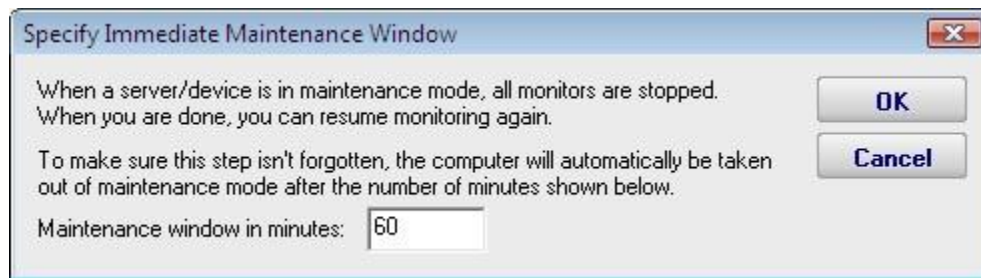 Specify Immediate Maintenance Window
When a server/device is in maintenance mode, all monitors are stopped.
When you are done, you can resume monitoring again.
OK
To make sure this step isn't forgotten, the computer will automatically be taken
out of maintenance mode after the number of minutes shown below.
Cancel
Maintenance window in minutes: 60